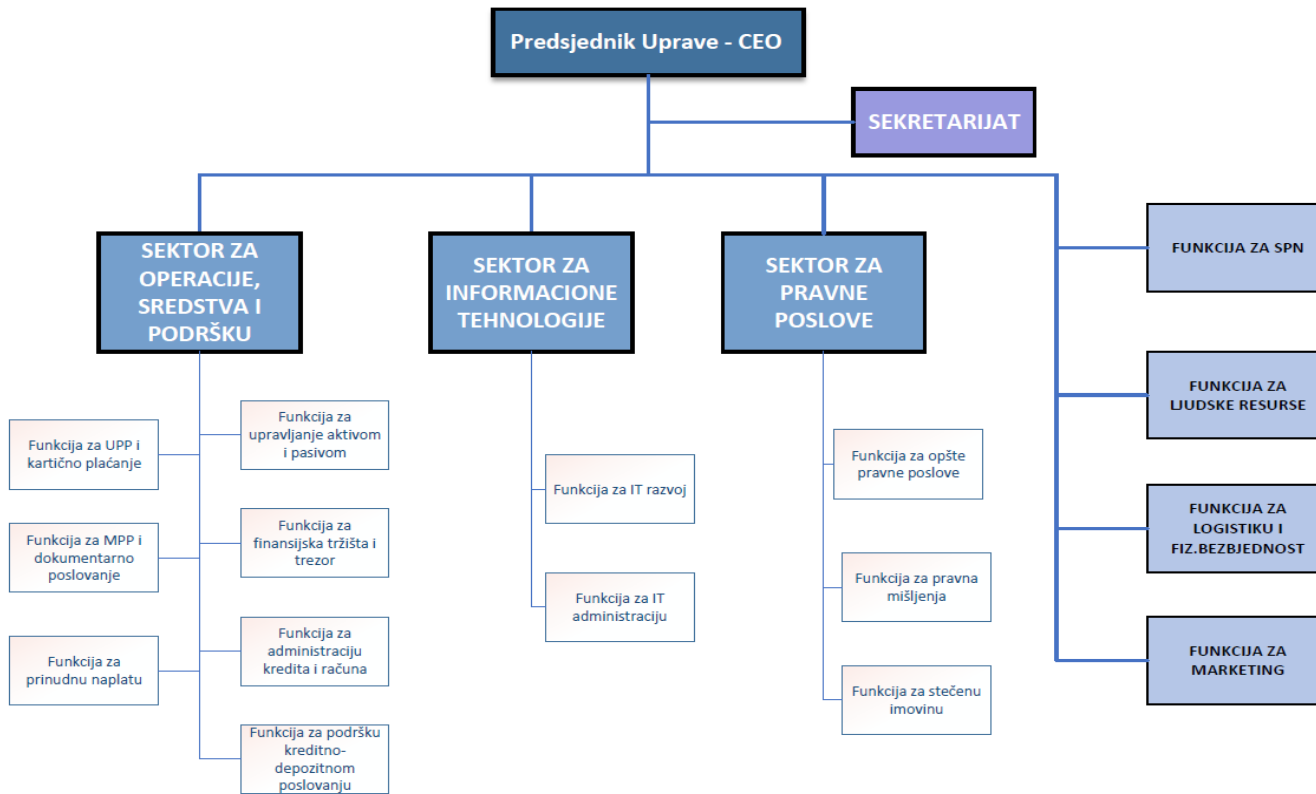 Predsjednik Uprave - CEO
SEKRETARIJAT
SEKTOR ZA
OPERACIJE,
SREDSTVA I
PODRŠKU
SEKTOR ZA
INFORMACIONE
TEHNOLOGIJE
SEKTOR ZA
PRAVNE
POSLOVE
FUNKCIJA ZA SPN
FUNKCIJA ZA
LJUDSKE RESURSE
FUNKCIJA ZA
LOGISTIKU I
FIZ.BEZBJEDNOST
FUNKCIJA ZA
MARKETING
Funkcija za UPP i
kartično plaćanje
Funkcija za MPP i
dokumentarno
poslovanje
Funkcija za
prinudnu naplatu
Funkcija za
upravljanje aktivom
i pasivom
Funkcija za
finansijska tržišta i
trezor
Funkcija za
administraciju
kredita i računa
Funkcija za podršku
kreditno-
depozitnom
poslovanju
Funkcija za IT razvoj
Funkcija za IT
administraciju
Funkcija za opšte
pravne poslove
Funkcija za pravna
mišljenja
Funkcija za stečenu
imovinu